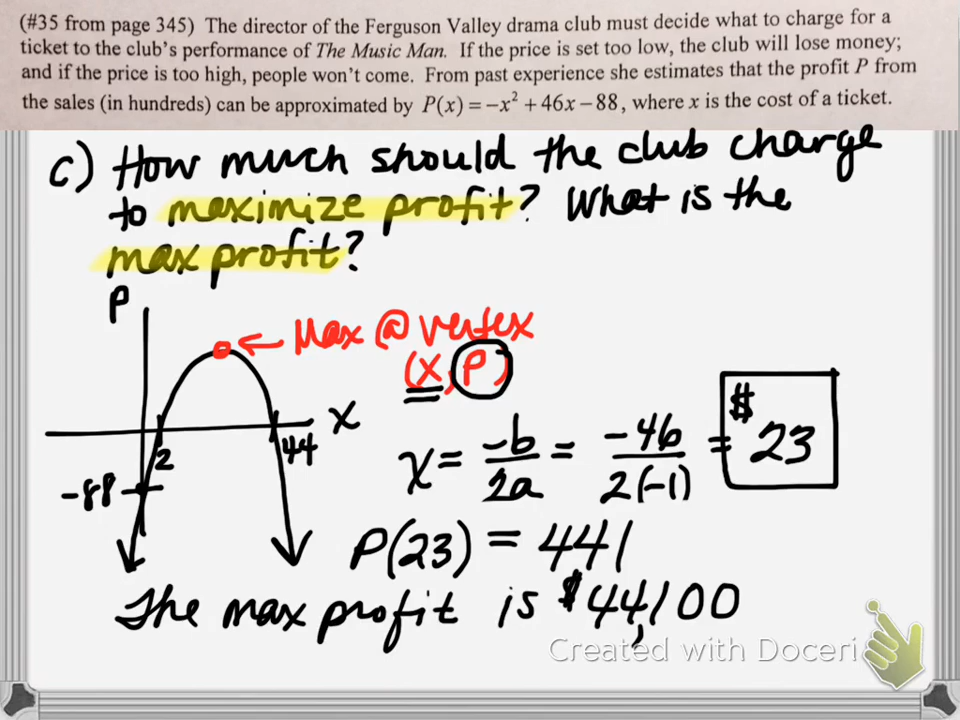 (#35 from page 345) The director of the Ferguson Valley drama club must decide what to charge for a
ticket to the club's performance of The Music Man. If the price is set too low, the club will lose money;
and if the price is too high, people won't come. From past experience she estimates that the profit P from
the sales (in hundreds) can be approximated by P(x) = −x² + 46x − 88, where x is the cost of a ticket.
c) How much should the club charge
to maximize profit? What is the
max profit?
P
← Max @ vertex
(x, P)
x
2
44
-88
x = -b/2a = -46/2(-1) = $23
P(23) = 441
The max profit is $44,100
Created with Doceri